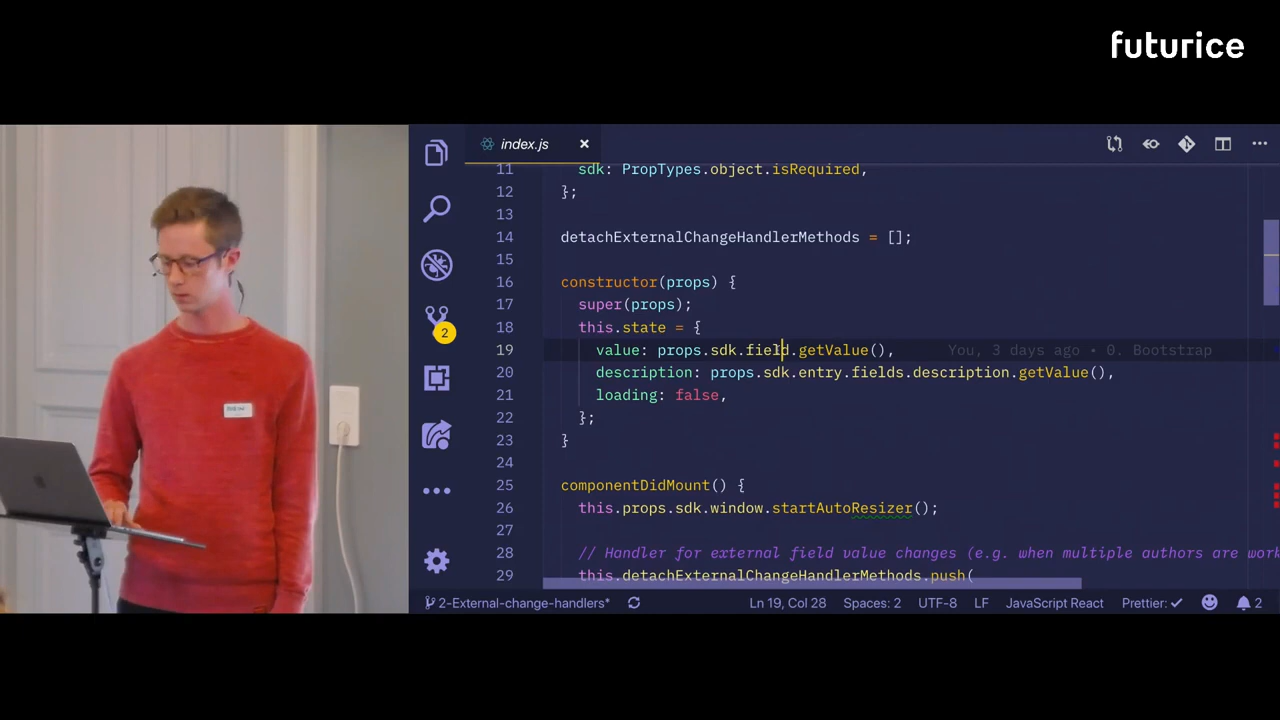 futurice
index.js
11 sdk: PropTypes.object.isRequired,
12 };
13
14 detachExternalChangeHandlerMethods = [];
15
16 constructor(props) {
17 super(props);
18 this.state = {
19 value: props.sdk.field.getValue(), You, 3 days ago • 0. Bootstrap
20 description: props.sdk.entry.fields.description.getValue(),
21 loading: false,
22 };
23 }
24
25 componentDidMount() {
26 this.props.sdk.window.startAutoResizer();
27
28 // Handler for external field value changes (e.g. when multiple authors are work
29 this.detachExternalChangeHandlerMethods.push(
2
2-External-change-handlers* Ln 19, Col 28 Spaces: 2 UTF-8 LF JavaScript React Prettier: ✓ 2